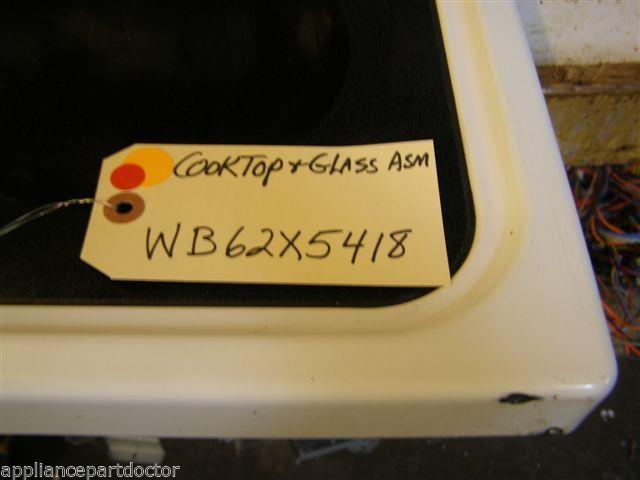 COOKTOP & GLASS ASM
WB62X5418
appliancepartdoctor